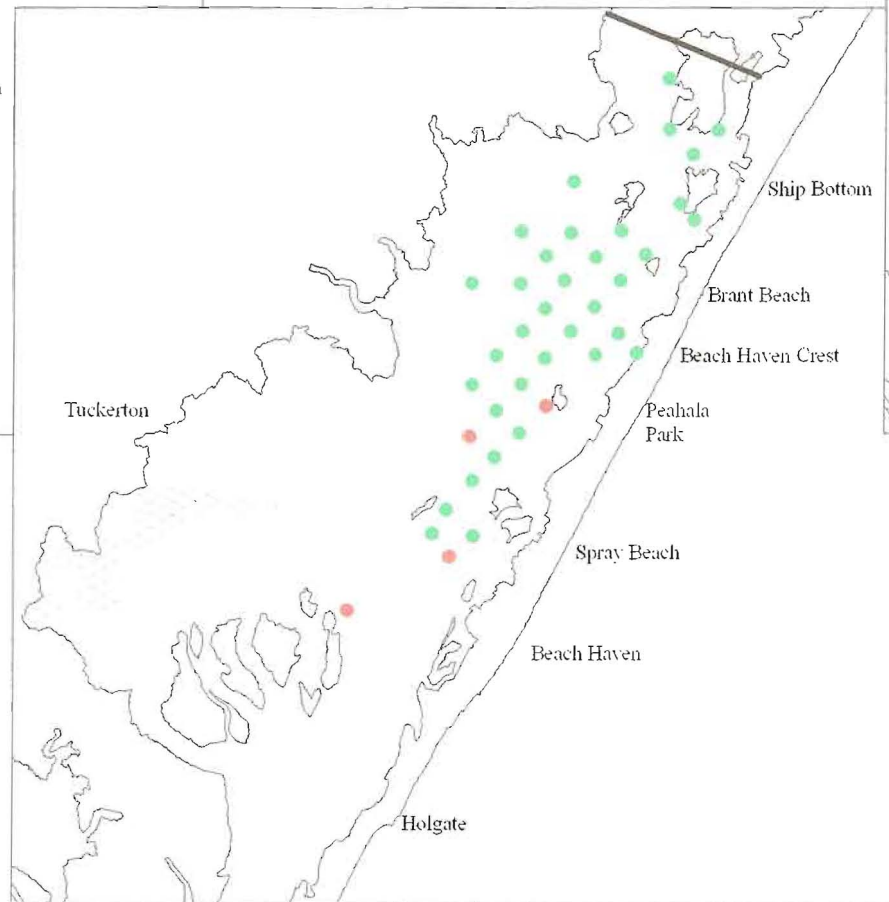 Ship Bottom
Brant Beach
Beach Haven Crest
Tuckerton
Peahala
Park
Spray Beach
Beach Haven
Holgate